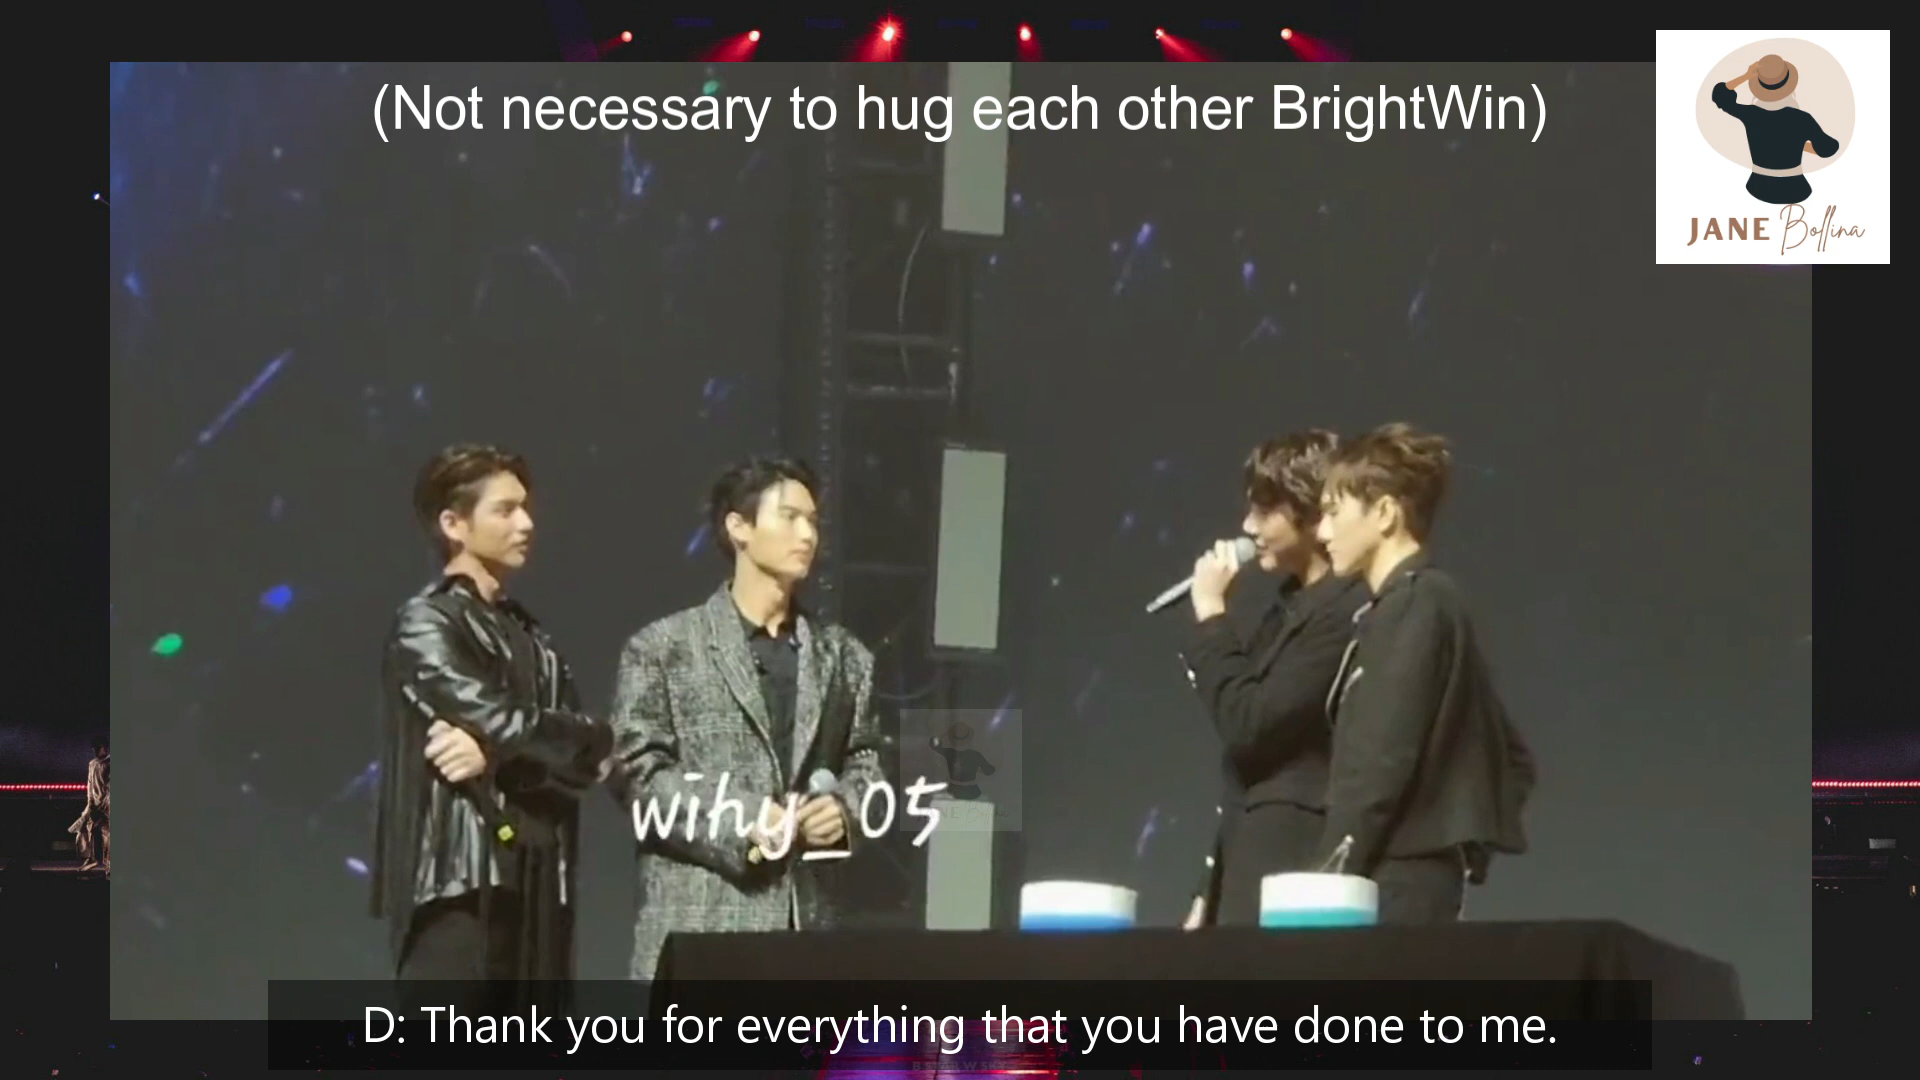 (Not necessary to hug each other BrightWin)
JANE Bollina
wihy_05
D: Thank you for everything that you have done to me.